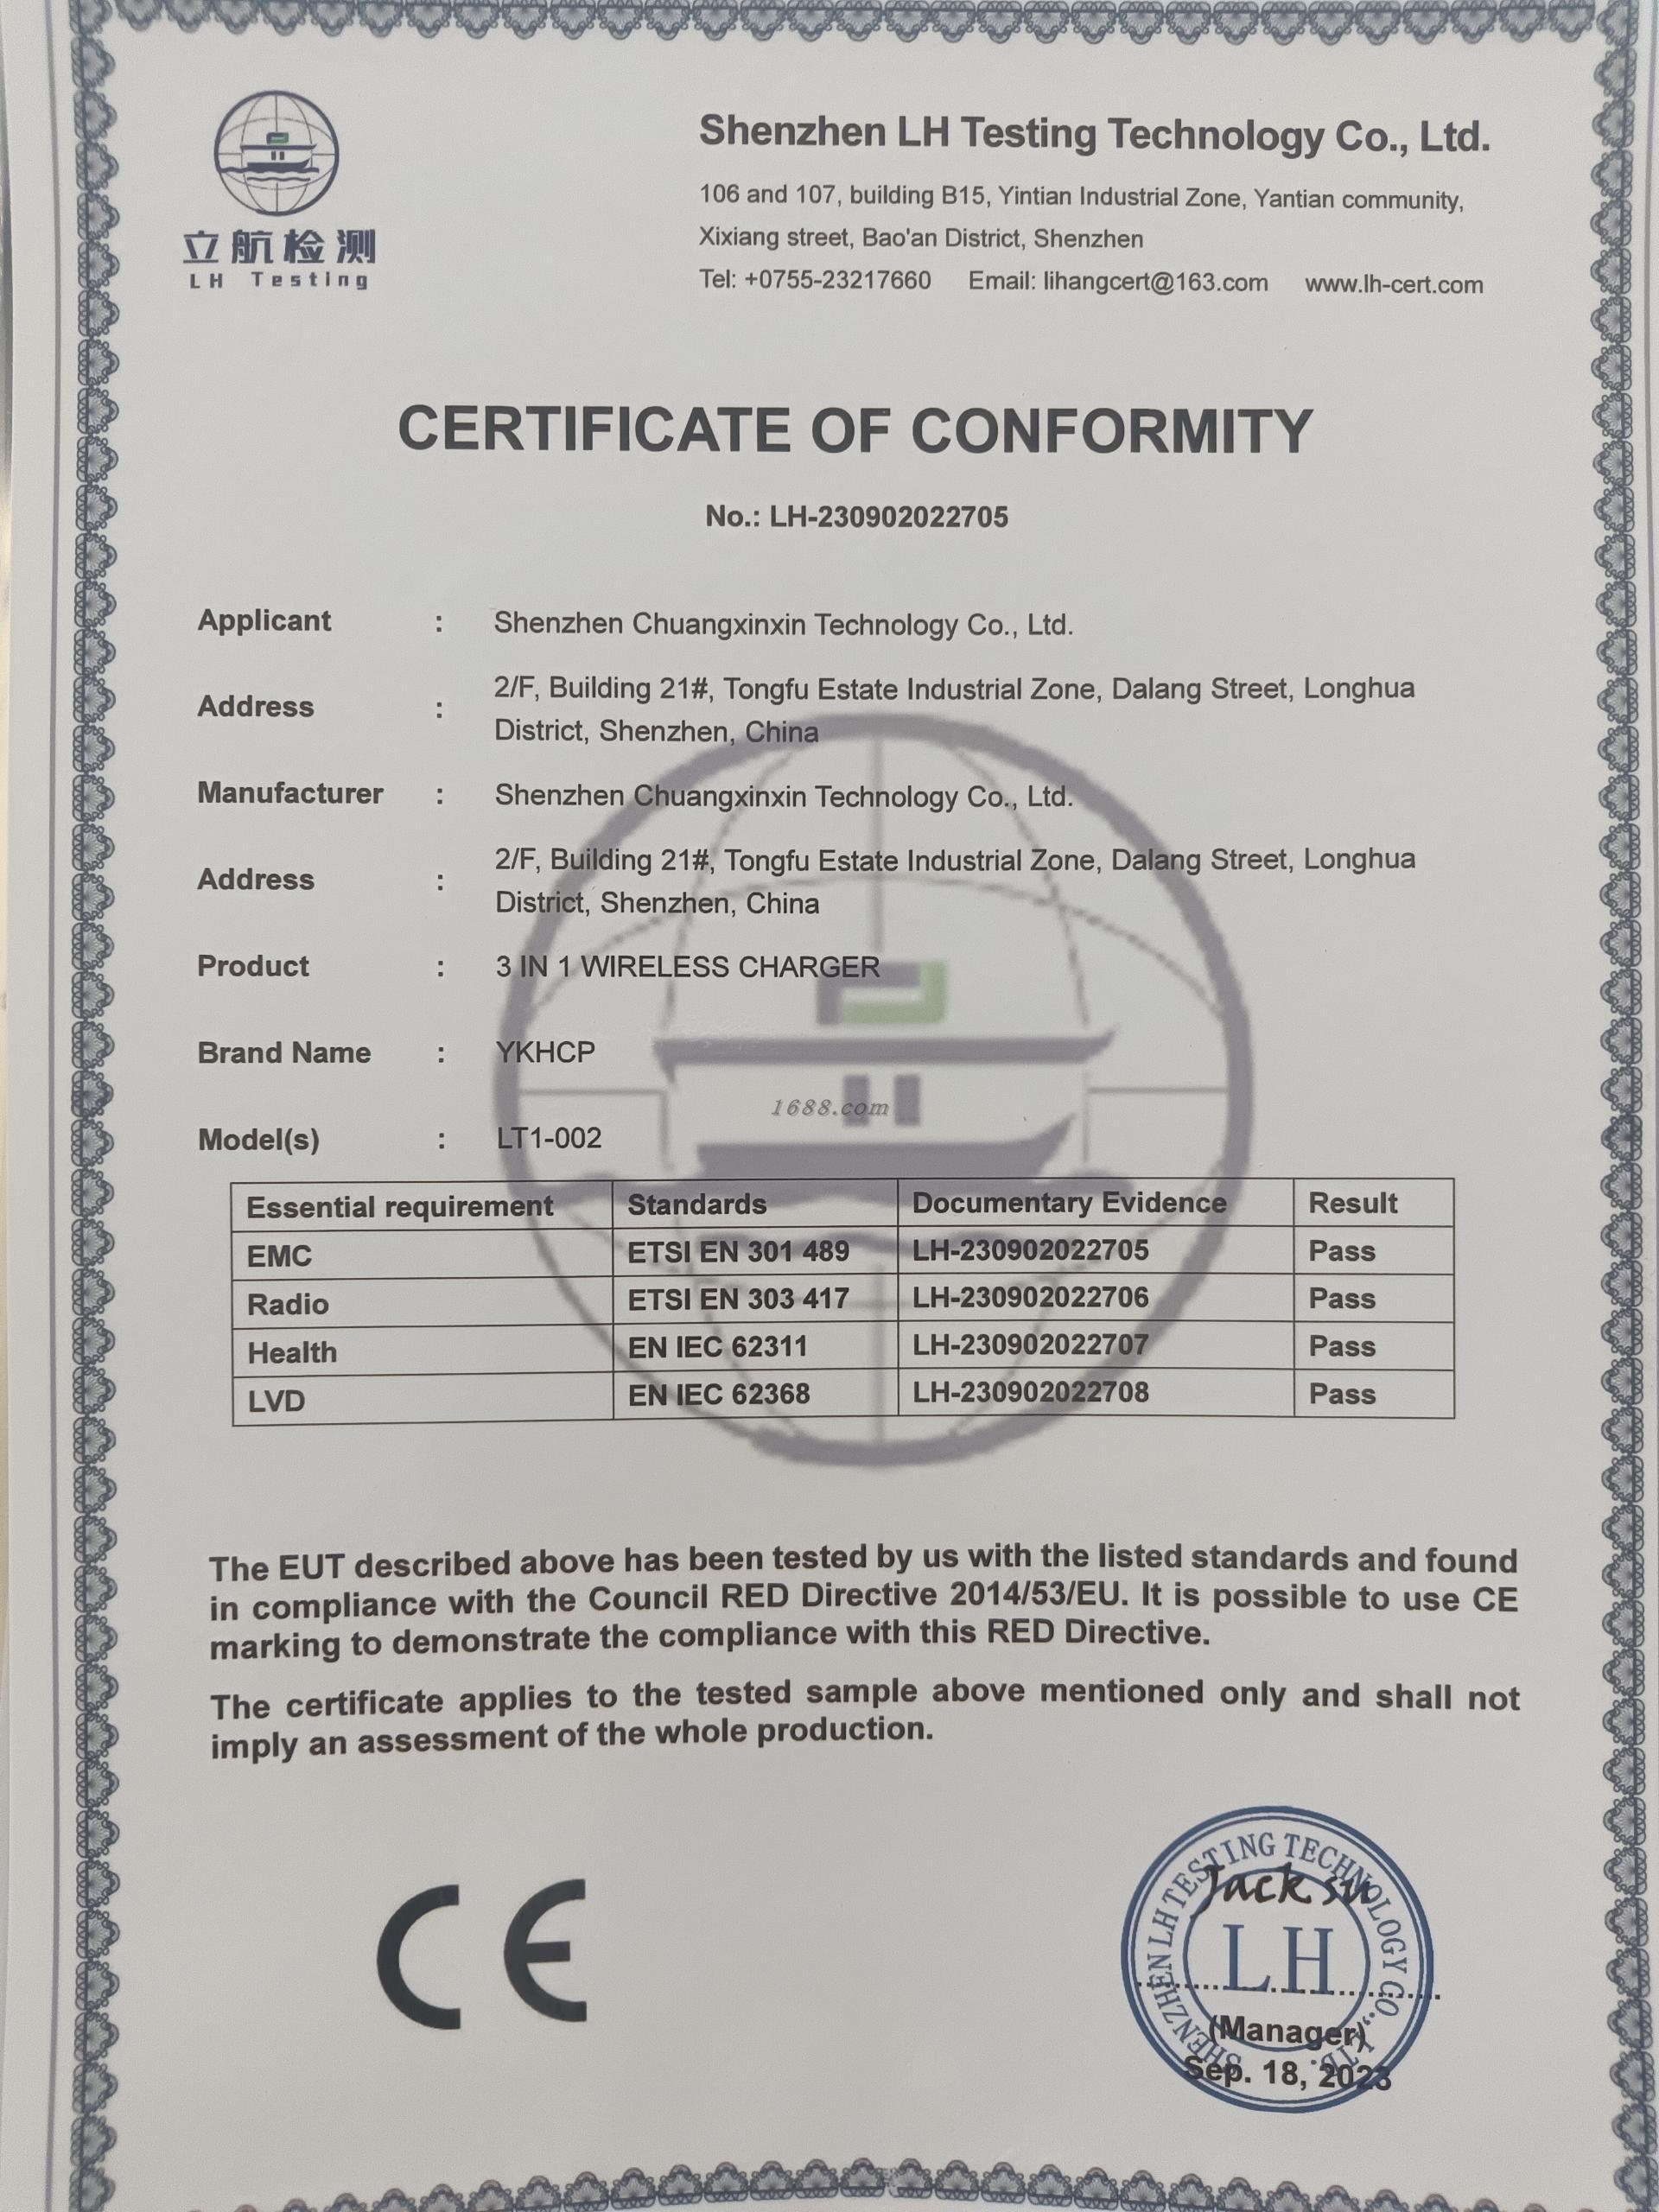 立航检测
LH Testing
Shenzhen LH Testing Technology Co., Ltd.
106 and 107, building B15, Yintian Industrial Zone, Yantian community,
Xixiang street, Bao'an District, Shenzhen
Tel: +0755-23217660 Email: lihangcert@163.com www.lh-cert.com
CERTIFICATE OF CONFORMITY
No.: LH-230902022705
Applicant : Shenzhen Chuangxinxin Technology Co., Ltd.
Address : 2/F, Building 21#, Tongfu Estate Industrial Zone, Dalang Street, Longhua
District, Shenzhen, China
Manufacturer : Shenzhen Chuangxinxin Technology Co., Ltd.
Address : 2/F, Building 21#, Tongfu Estate Industrial Zone, Dalang Street, Longhua
District, Shenzhen, China
Product : 3 IN 1 WIRELESS CHARGER
Brand Name : YKHCP
1688.com
Model(s) : LT1-002
Essential requirement Standards Documentary Evidence Result
EMC ETSI EN 301 489 LH-230902022705 Pass
Radio ETSI EN 303 417 LH-230902022706 Pass
Health EN IEC 62311 LH-230902022707 Pass
LVD EN IEC 62368 LH-230902022708 Pass
The EUT described above has been tested by us with the listed standards and found
in compliance with the Council RED Directive 2014/53/EU. It is possible to use CE
marking to demonstrate the compliance with this RED Directive.
The certificate applies to the tested sample above mentioned only and shall not
imply an assessment of the whole production.
CE
SHENZHEN LH TESTING TECHNOLOGY CO., LTD.
Jack su
LH
(Manager)
Sep. 18, 2023